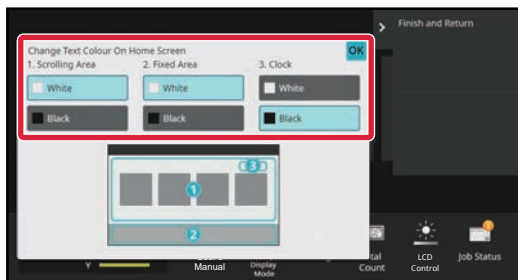 Finish and Return
Change Text Colour On Home Screen
OK
1. Scrolling Area
2. Fixed Area
3. Clock
White
White
White
Black
Black
Black
3
1
2
Y
Manual
Display
Mode
Count
LCD
Control
Job Status